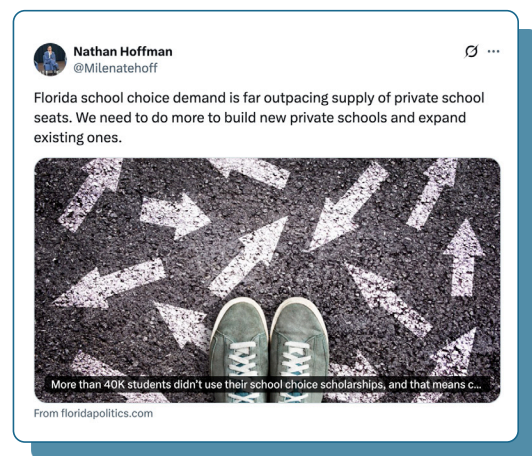 Nathan Hoffman
@Milenatehoff
Florida school choice demand is far outpacing supply of private school
seats. We need to do more to build new private schools and expand
existing ones.
More than 40K students didn't use their school choice scholarships, and that means c...
From floridapolitics.com